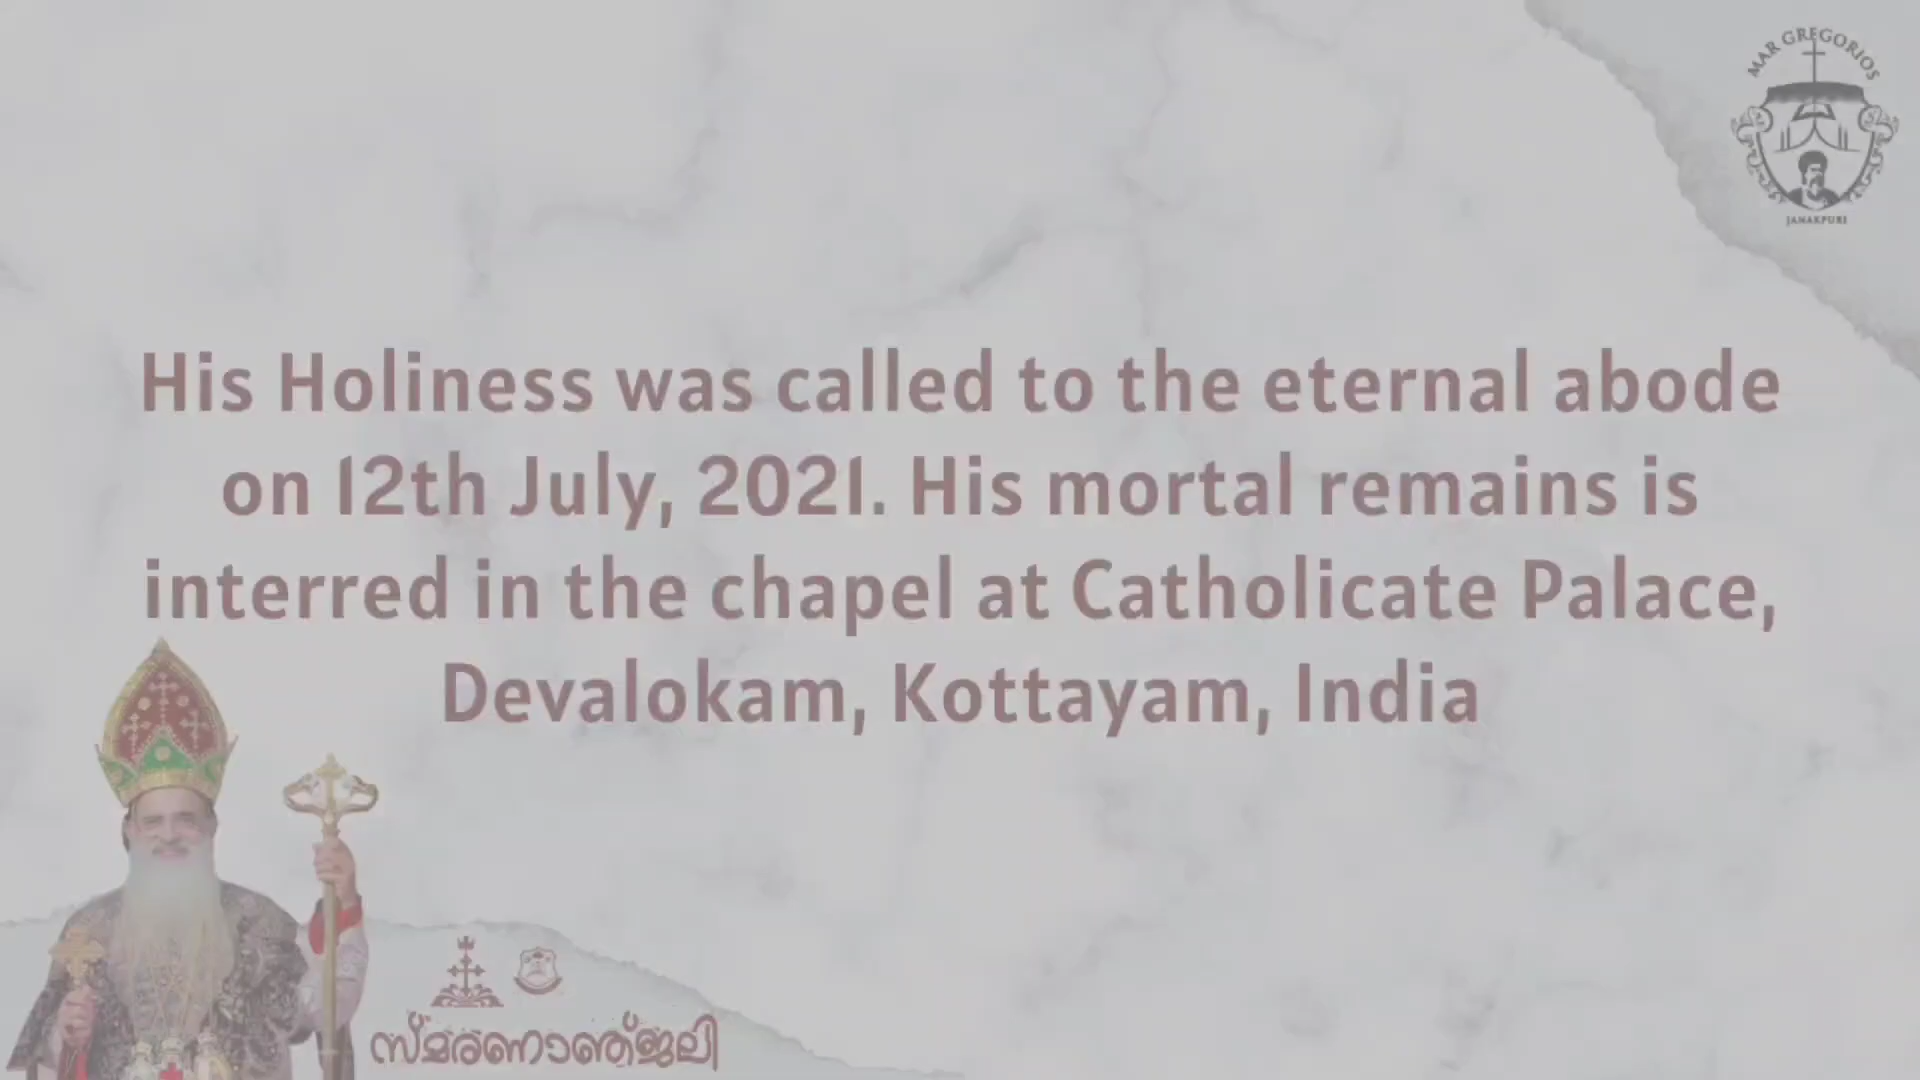 MAR GREGORIOS
JANAKPURI
His Holiness was called to the eternal abode
on 12th July, 2021. His mortal remains is
interred in the chapel at Catholicate Palace,
Devalokam, Kottayam, India
സ്മരണാഞ്ജലി